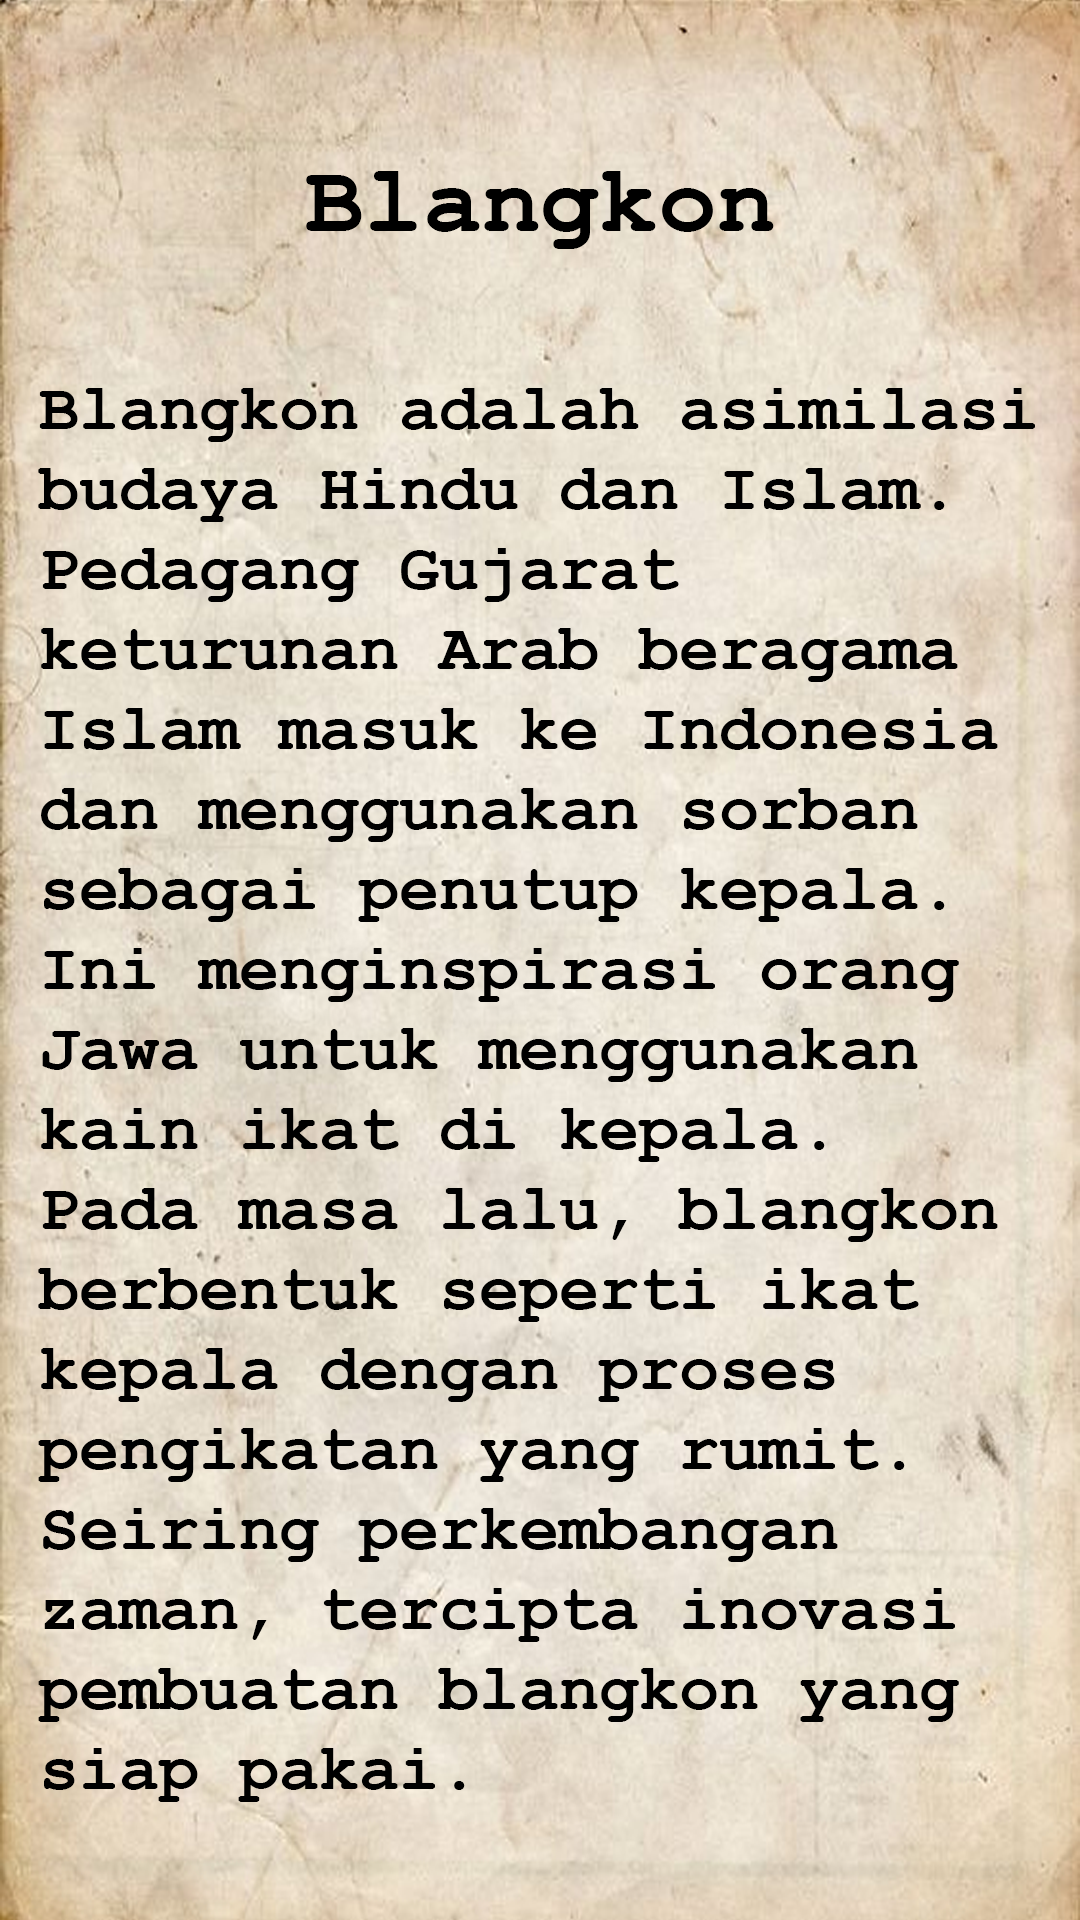 Blangkon
Blangkon adalah asimilasi
budaya Hindu dan Islam.
Pedagang Gujarat
keturunan Arab beragama
Islam masuk ke Indonesia
dan menggunakan sorban
sebagai penutup kepala.
Ini menginspirasi orang
Jawa untuk menggunakan
kain ikat di kepala.
Pada masa lalu, blangkon
berbentuk seperti ikat
kepala dengan proses
pengikatan yang rumit.
Seiring perkembangan
zaman, tercipta inovasi
pembuatan blangkon yang
siap pakai.